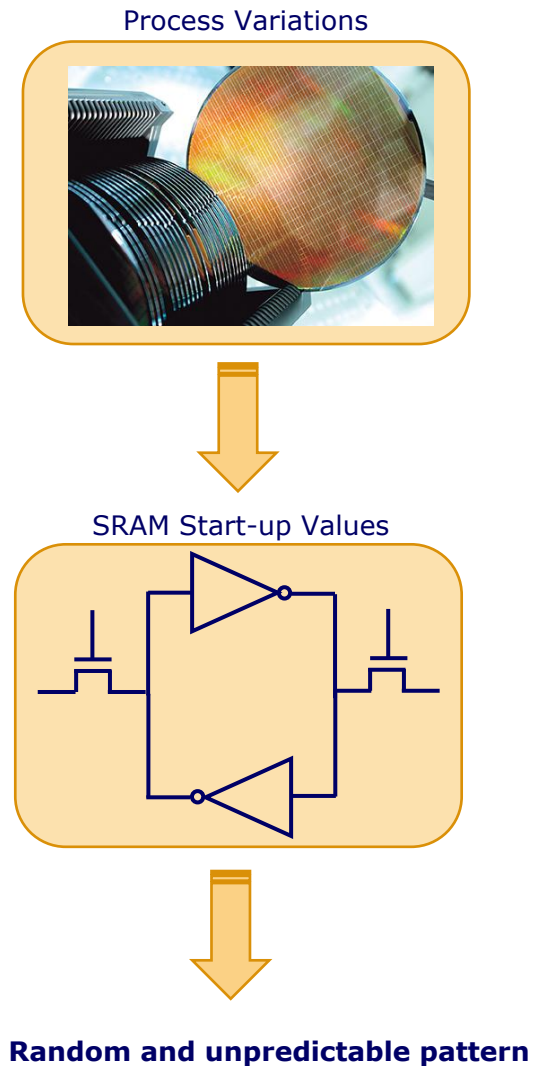 Process Variations
SRAM Start-up Values
Random and unpredictable pattern